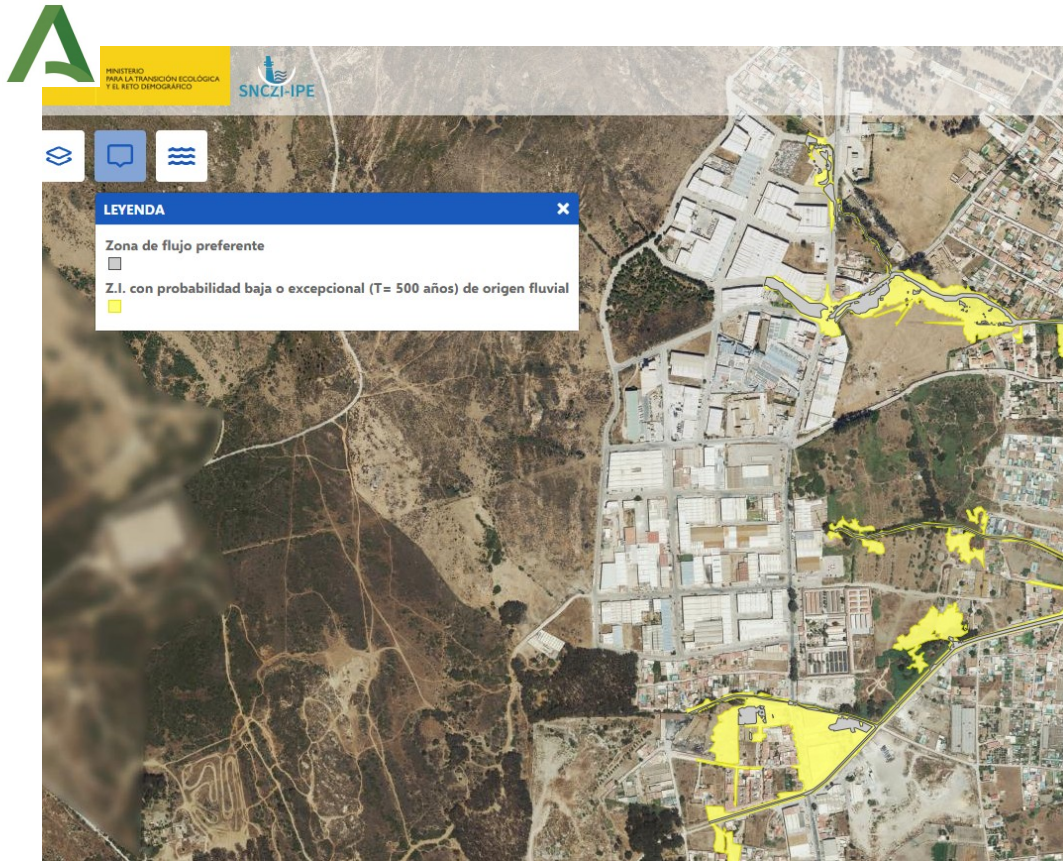 MINISTERIO
PARA LA TRANSICIÓN ECOLÓGICA
Y EL RETO DEMOGRÁFICO
SNCZI-IPE
LEYENDA
Zona de flujo preferente
Z.I. con probabilidad baja o excepcional (T= 500 años) de origen fluvial